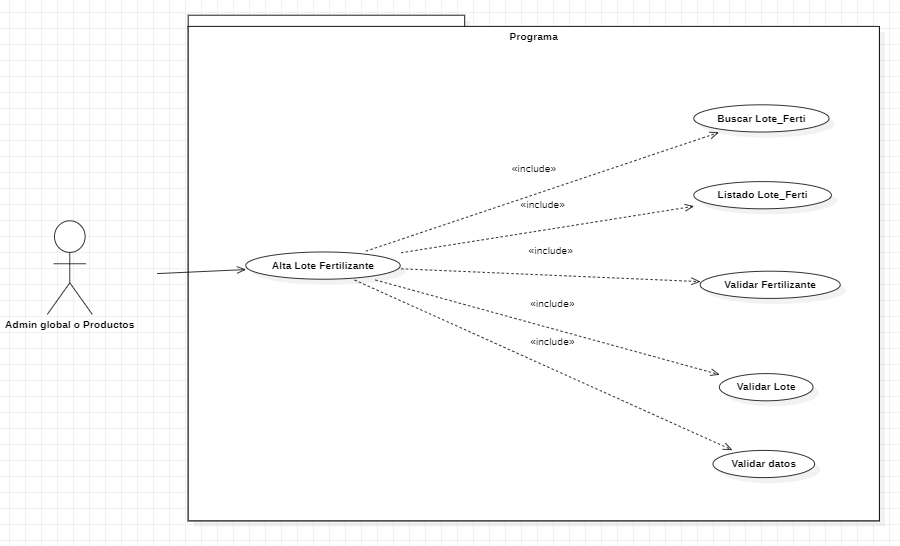 Programa
Buscar Lote_Ferti
«include»
Listado Lote_Ferti
«include»
«include»
Alta Lote Fertilizante
Validar Fertilizante
«include»
Admin global o Productos
«include»
Validar Lote
Validar datos